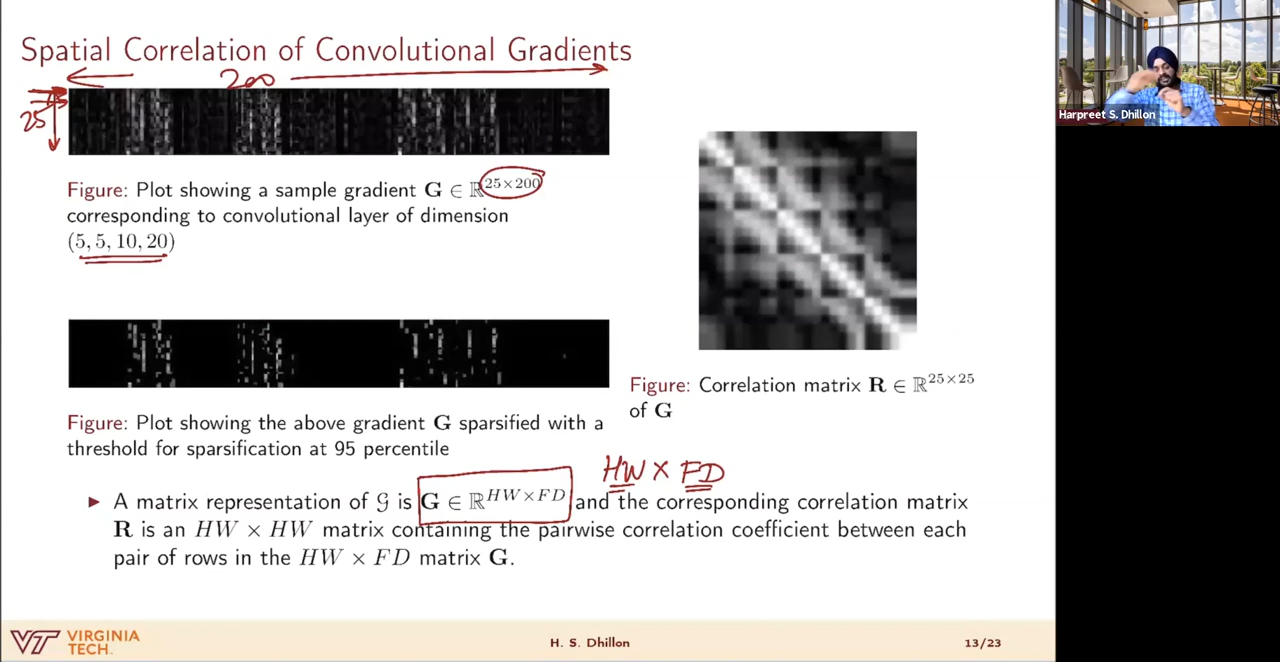 Spatial Correlation of Convolutional Gradients
200
25
Figure: Plot showing a sample gradient G ∈ ℝ^{25×200}
corresponding to convolutional layer of dimension
(5, 5, 10, 20)
Figure: Plot showing the above gradient G sparsified with a
threshold for sparsification at 95 percentile
Figure: Correlation matrix R ∈ ℝ^{25×25}
of G
HW × FD
► A matrix representation of 𝒢 is G ∈ ℝ^{HW×FD} and the corresponding correlation matrix
R is an HW × HW matrix containing the pairwise correlation coefficient between each
pair of rows in the HW × FD matrix G.
VT VIRGINIA
TECH.
H. S. Dhillon
13/23
Harpreet S. Dhillon